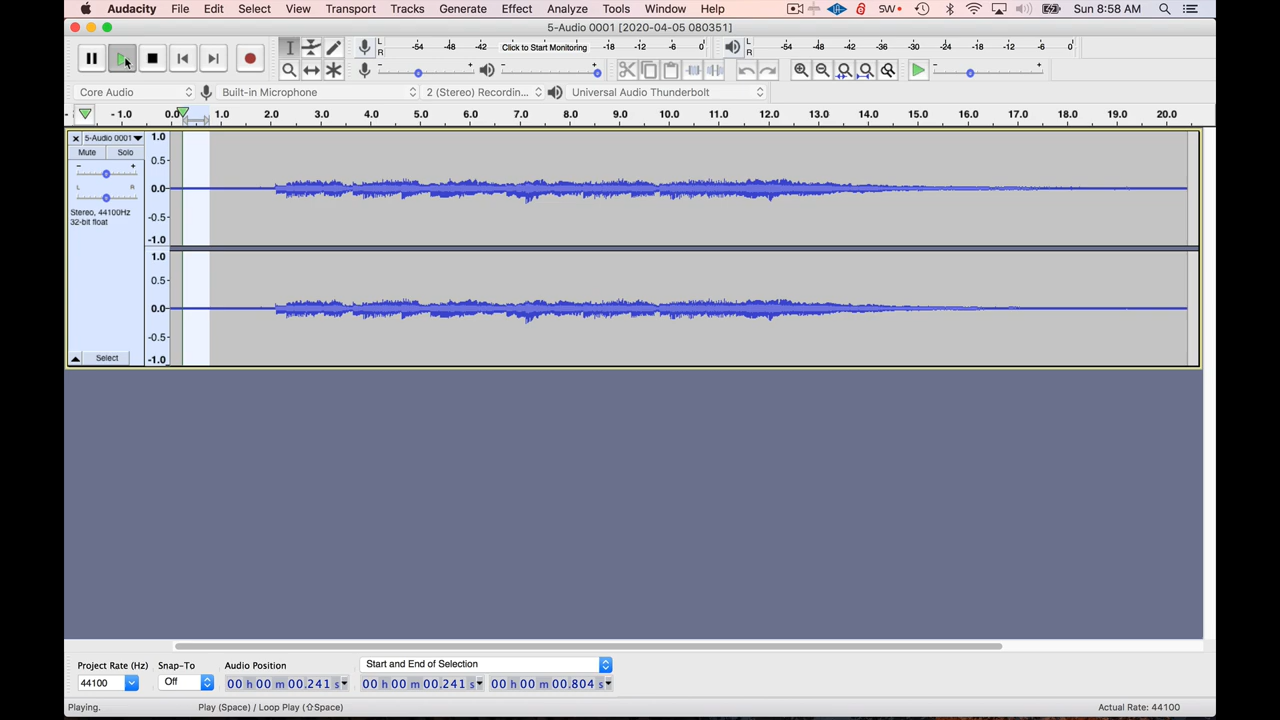 Audacity File Edit Select View Transport Tracks Generate Effect Analyze Tools Window Help SW Sun 8:58 AM
5-Audio 0001 [2020-04-05 080351]
L R -54 -48 -42 Click to Start Monitoring -18 -12 -6 0 L R -54 -48 -42 -36 -30 -24 -18 -12 -6 0
- + - + - +
Core Audio Built-in Microphone 2 (Stereo) Recordin... Universal Audio Thunderbolt
- 1.0 0.0 1.0 2.0 3.0 4.0 5.0 6.0 7.0 8.0 9.0 10.0 11.0 12.0 13.0 14.0 15.0 16.0 17.0 18.0 19.0 20.0
5-Audio 0001 1.0
Mute Solo 0.5
- +
0.0
L R
Stereo, 44100Hz -0.5
32-bit float
-1.0
1.0
0.5
0.0
-0.5
Select -1.0
Project Rate (Hz) Snap-To Audio Position Start and End of Selection
44100 Off 00 h 00 m 00.241 s 00 h 00 m 00.241 s 00 h 00 m 00.804 s
Playing. Play (Space) / Loop Play (⇧Space) Actual Rate: 44100